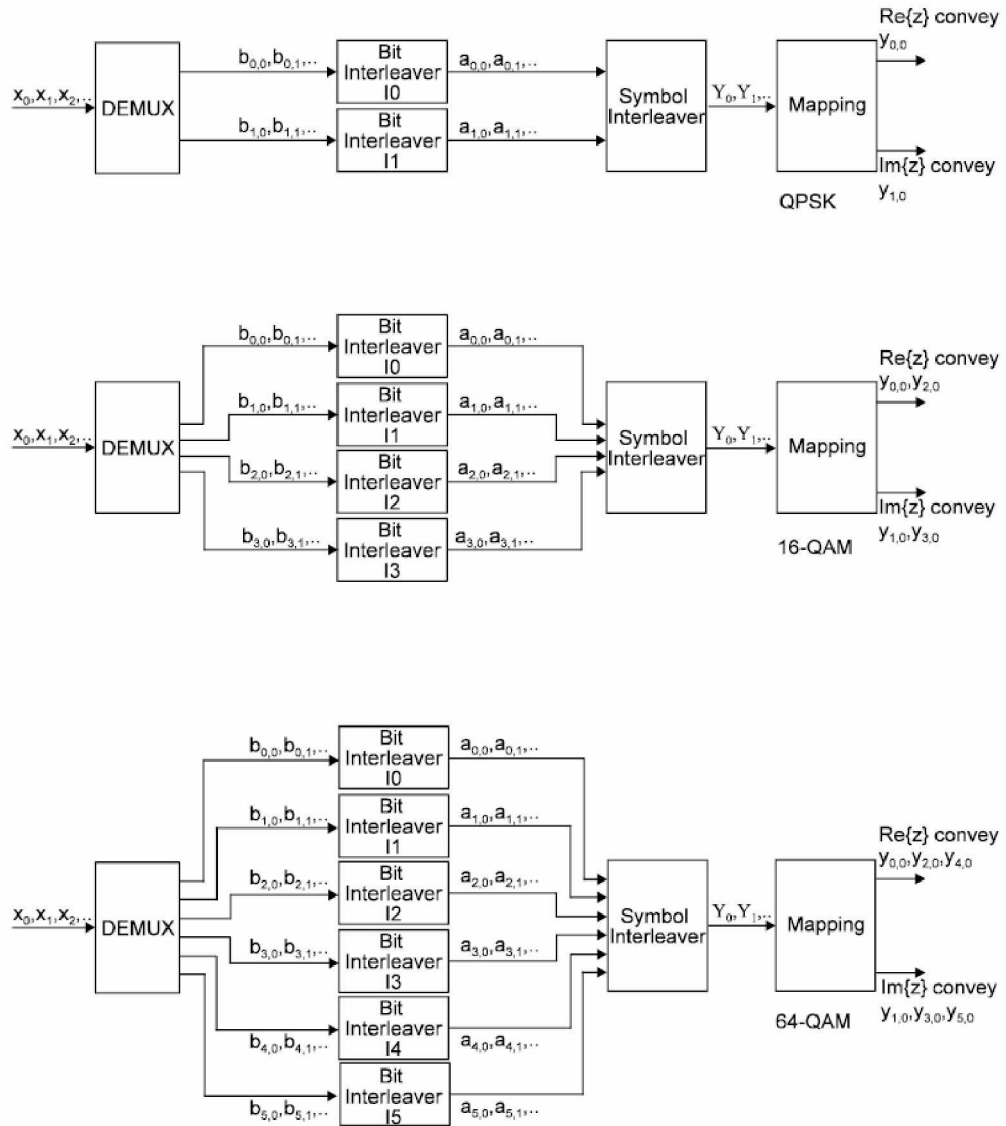 Re{z} convey
y0,0
x0,x1,x2,..
DEMUX
b0,0,b0,1,..
Bit
Interleaver
I0
a0,0,a0,1,..
b1,0,b1,1,..
Bit
Interleaver
I1
a1,0,a1,1,..
Symbol
Interleaver
Y0,Y1,..
Mapping
QPSK
Im{z} convey
y1,0
x0,x1,x2,..
DEMUX
b0,0,b0,1,..
Bit
Interleaver
I0
a0,0,a0,1,..
b1,0,b1,1,..
Bit
Interleaver
I1
a1,0,a1,1,..
b2,0,b2,1,..
Bit
Interleaver
I2
a2,0,a2,1,..
b3,0,b3,1,..
Bit
Interleaver
I3
a3,0,a3,1,..
Symbol
Interleaver
Y0,Y1,..
Mapping
16-QAM
Re{z} convey
y0,0,y2,0
Im{z} convey
y1,0,y3,0
x0,x1,x2,..
DEMUX
b0,0,b0,1,..
Bit
Interleaver
I0
a0,0,a0,1,..
b1,0,b1,1,..
Bit
Interleaver
I1
a1,0,a1,1,..
b2,0,b2,1,..
Bit
Interleaver
I2
a2,0,a2,1,..
b3,0,b3,1,..
Bit
Interleaver
I3
a3,0,a3,1,..
b4,0,b4,1,..
Bit
Interleaver
I4
a4,0,a4,1,..
b5,0,b5,1,..
Bit
Interleaver
I5
a5,0,a5,1,..
Symbol
Interleaver
Y0,Y1,..
Mapping
64-QAM
Re{z} convey
y0,0,y2,0,y4,0
Im{z} convey
y1,0,y3,0,y5,0